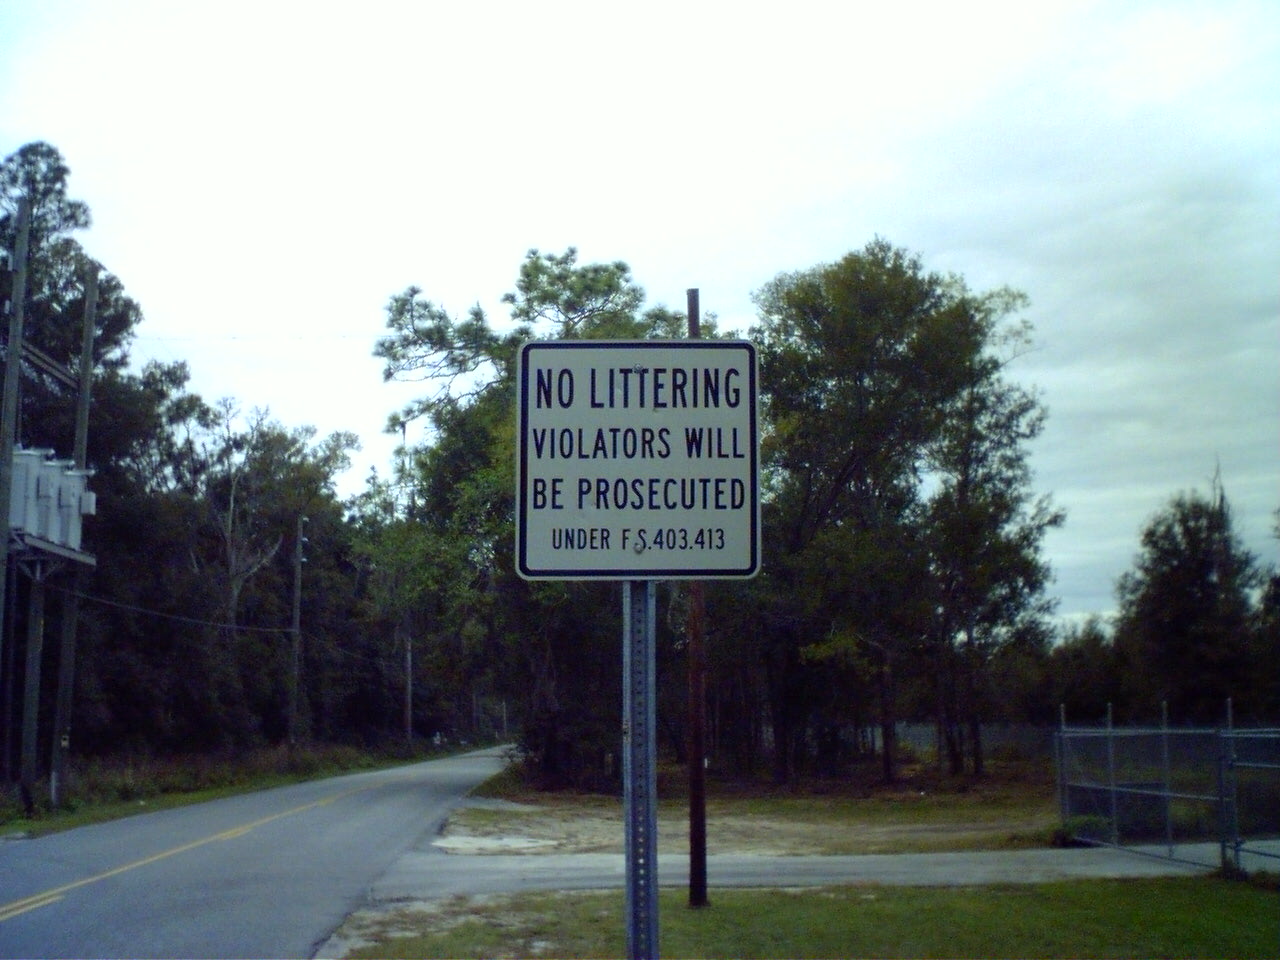 NO LITTERING
VIOLATORS WILL
BE PROSECUTED
UNDER F.S.403.413